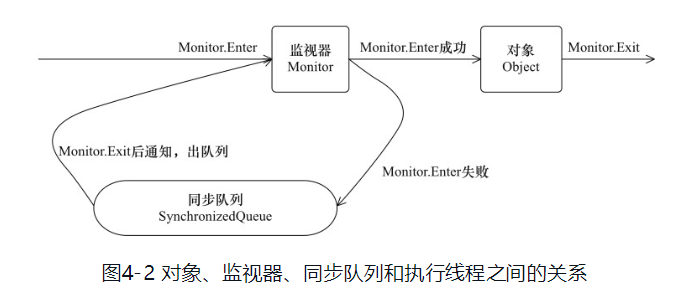 Monitor.Enter
监视器
Monitor
Monitor.Enter成功
对象
Object
Monitor.Exit
Monitor.Exit后通知，出队列
Monitor.Enter失败
同步队列
SynchronizedQueue
图4-2 对象、监视器、同步队列和执行线程之间的关系